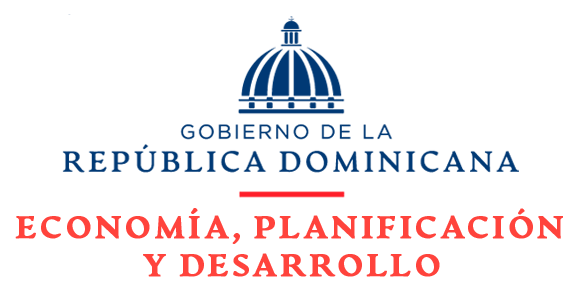 GOBIERNO DE LA
REPÚBLICA DOMINICANA
ECONOMÍA, PLANIFICACIÓN
Y DESARROLLO